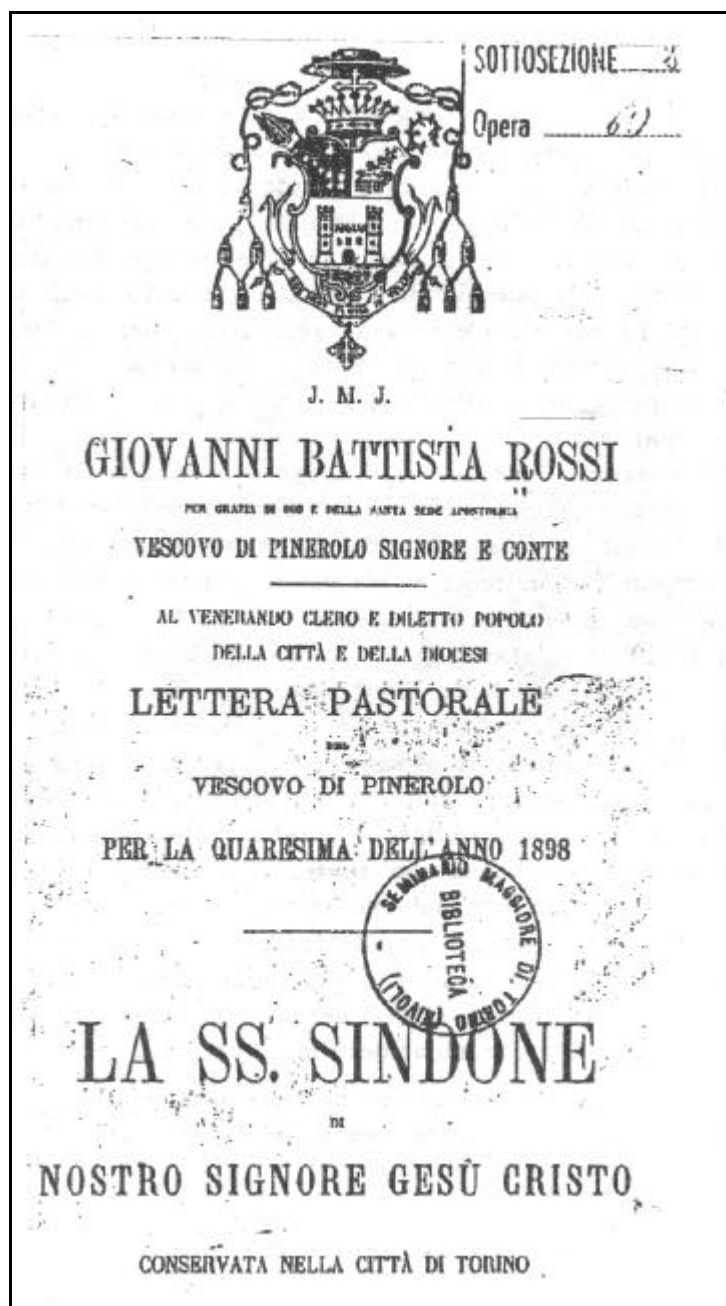 SOTTOSEZIONE
Opera
J. M. J.
GIOVANNI BATTISTA ROSSI
PER GRAZIA DI DIO E DELLA SANTA SEDE APOSTOLICA
VESCOVO DI PINEROLO SIGNORE E CONTE
AL VENERANDO CLERO E DILETTO POPOLO
DELLA CITTÀ E DELLA DIOCESI
LETTERA PASTORALE
DEL
VESCOVO DI PINEROLO
PER LA QUARESIMA DELL'ANNO 1898
SEMINARIO MAGGIORE DI TORINO (RIVOLI)
BIBLIOTECA
LA SS. SINDONE
DI
NOSTRO SIGNORE GESÙ CRISTO
CONSERVATA NELLA CITTÀ DI TORINO